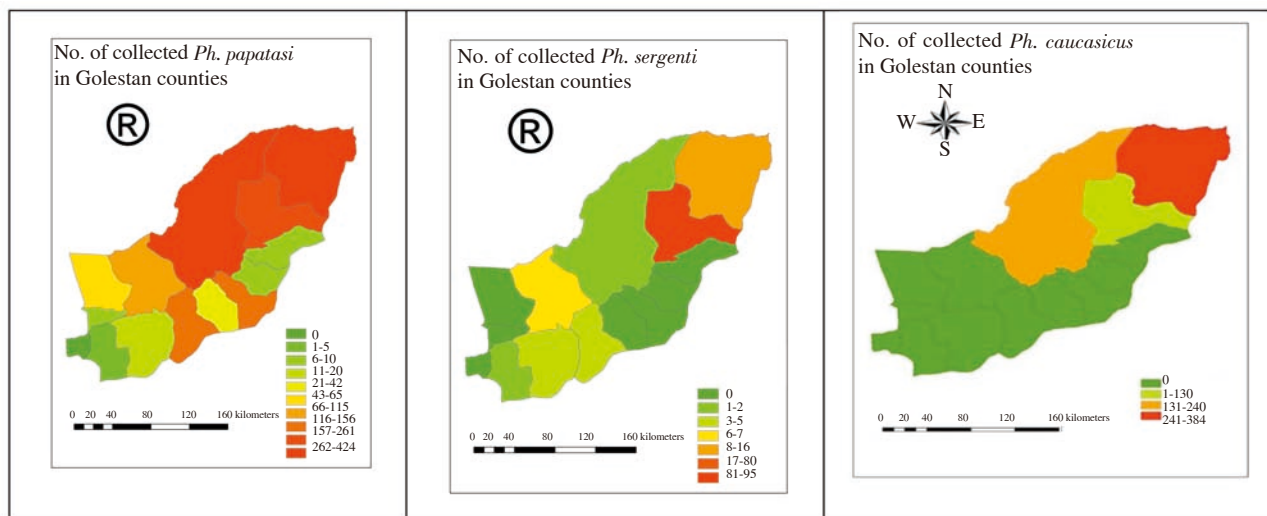 No. of collected Ph. papatasi
in Golestan counties
®
0
1-5
6-10
11-20
21-42
43-65
66-115
116-156
157-261
262-424
0 20 40 80 120 160 kilometers
No. of collected Ph. sergenti
in Golestan counties
®
0
1-2
3-5
6-7
8-16
17-80
81-95
0 20 40 80 120 160 kilometers
No. of collected Ph. caucasicus
in Golestan counties
N
W E
S
0
1-130
131-240
241-384
0 20 40 80 120 160 kilometers